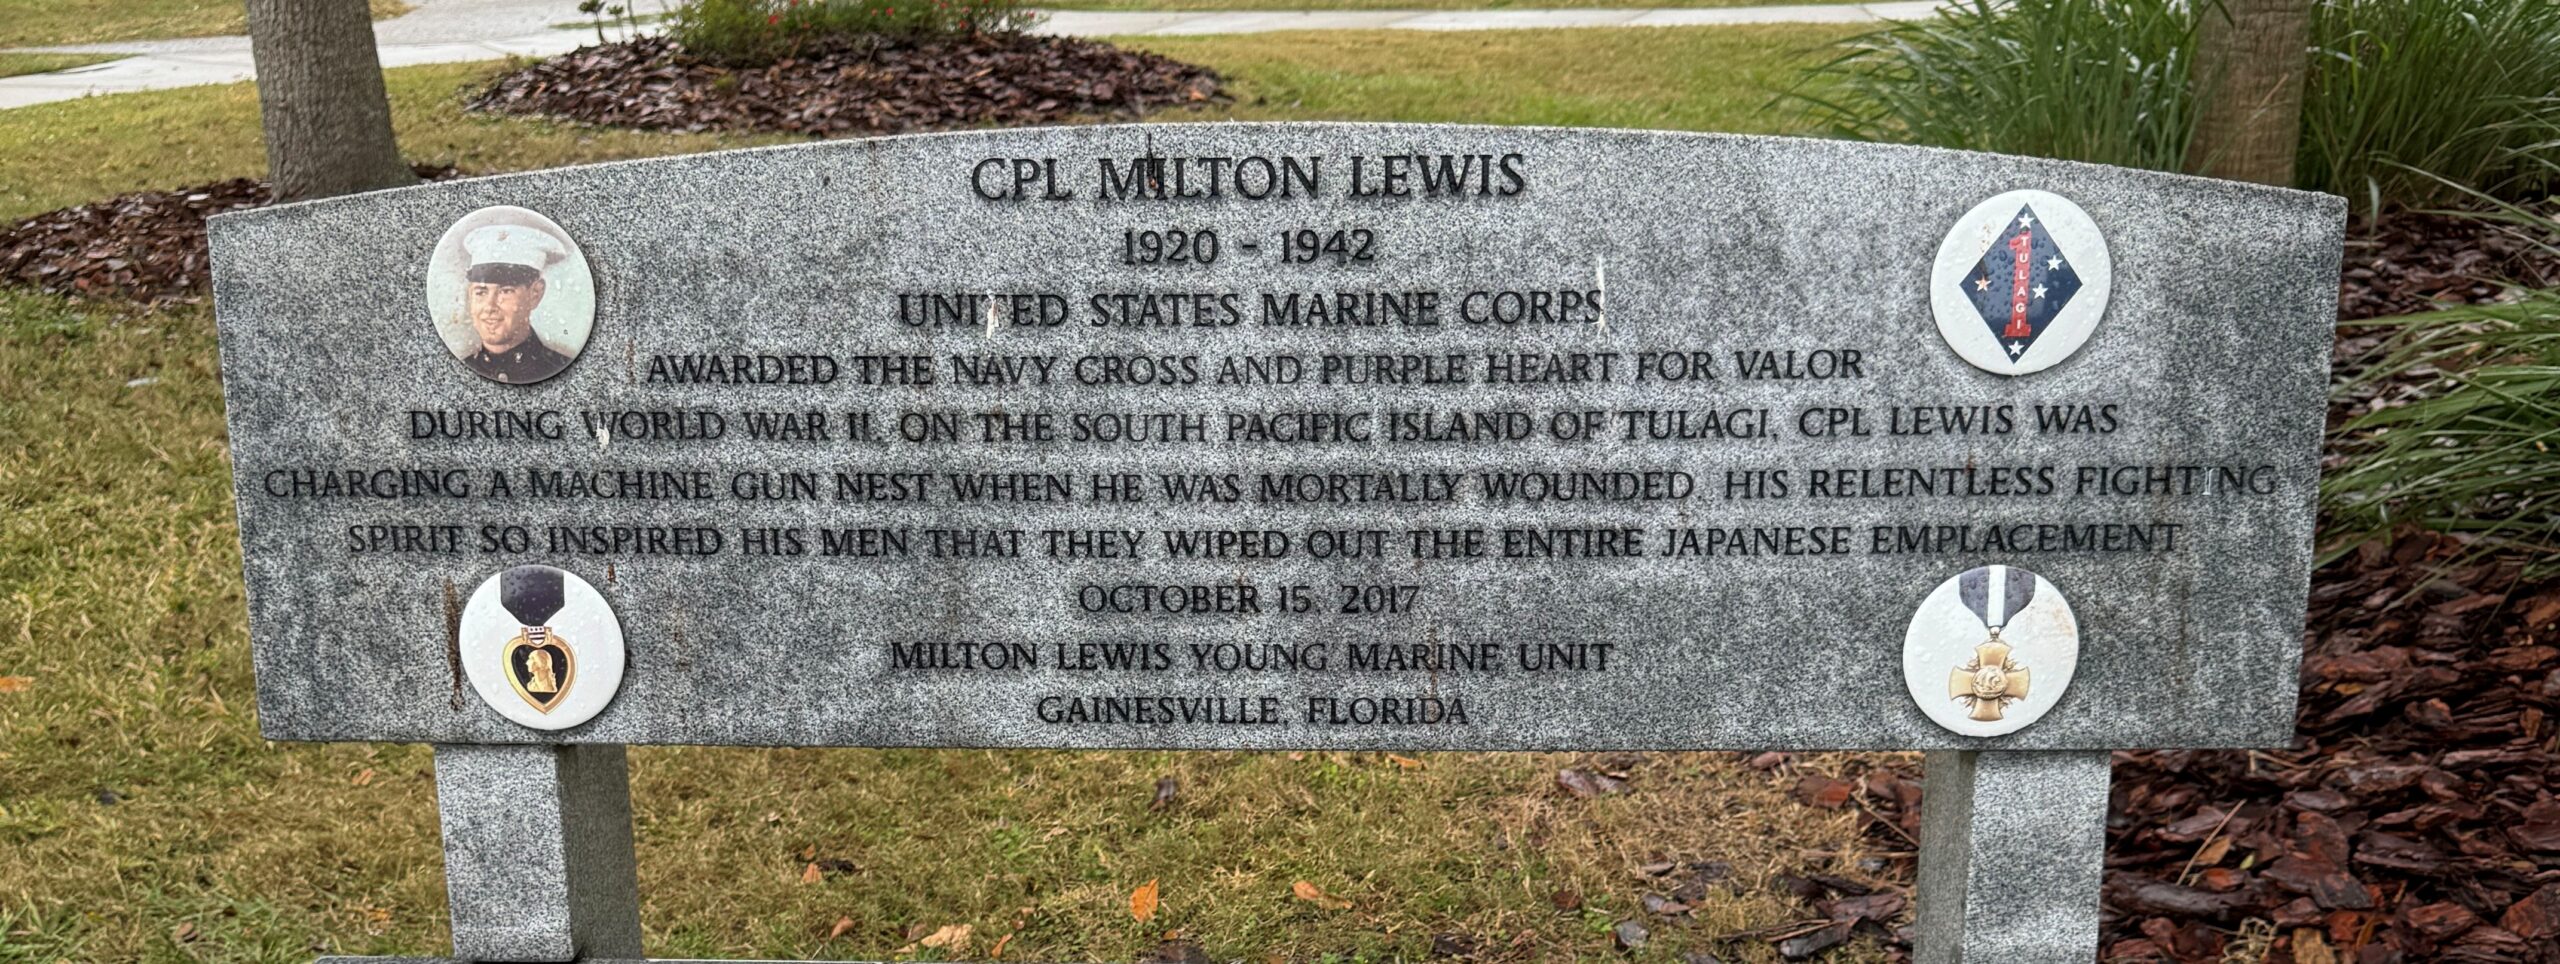 CPL MILTON LEWIS
1920 - 1942
UNITED STATES MARINE CORPS
AWARDED THE NAVY CROSS AND PURPLE HEART FOR VALOR
DURING WORLD WAR II. ON THE SOUTH PACIFIC ISLAND OF TULAGI, CPL LEWIS WAS
CHARGING A MACHINE GUN NEST WHEN HE WAS MORTALLY WOUNDED. HIS RELENTLESS FIGHTING
SPIRIT SO INSPIRED HIS MEN THAT THEY WIPED OUT THE ENTIRE JAPANESE EMPLACEMENT
OCTOBER 15, 2017
MILTON LEWIS YOUNG MARINE UNIT
GAINESVILLE, FLORIDA
1
TULAGI